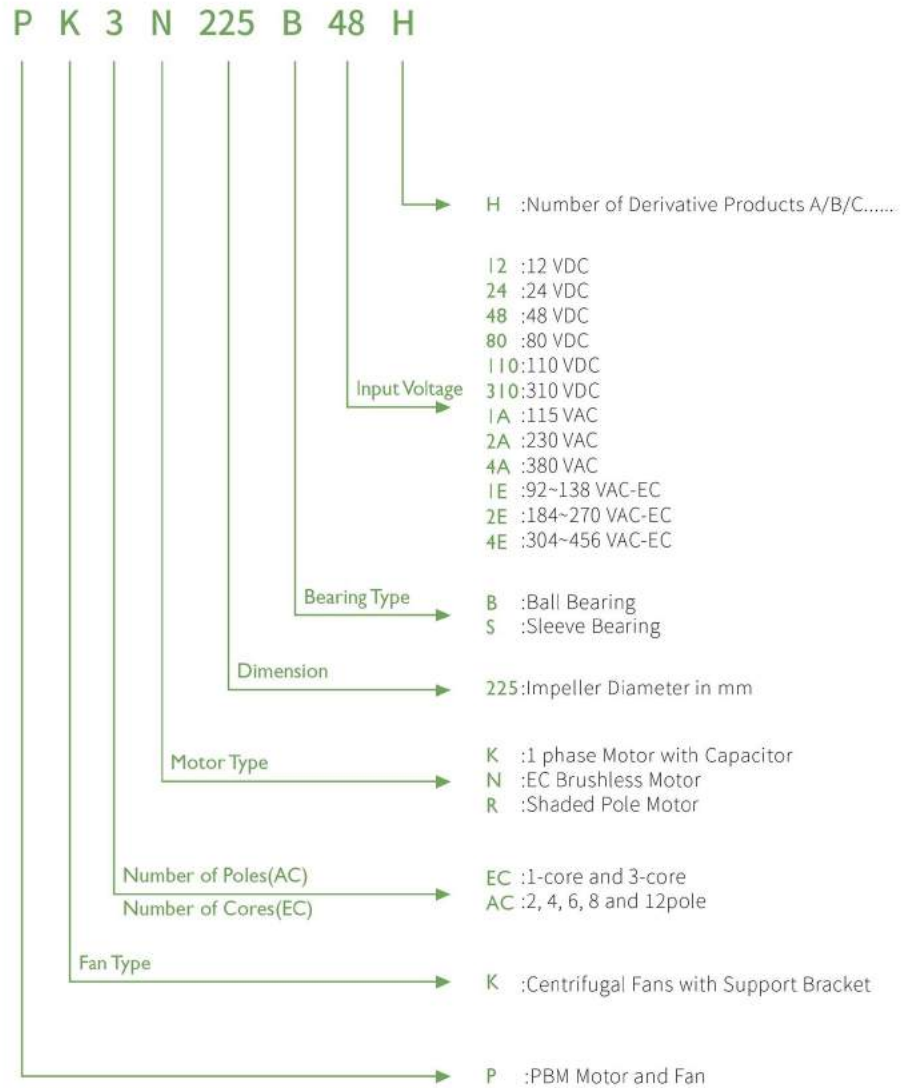 P K 3 N 225 B 48 H
H :Number of Derivative Products A/B/C......
12 :12 VDC
24 :24 VDC
48 :48 VDC
80 :80 VDC
110:110 VDC
Input Voltage 310:310 VDC
1A :115 VAC
2A :230 VAC
4A :380 VAC
1E :92~138 VAC-EC
2E :184~270 VAC-EC
4E :304~456 VAC-EC
Bearing Type
B :Ball Bearing
S :Sleeve Bearing
Dimension
225:Impeller Diameter in mm
Motor Type
K :1 phase Motor with Capacitor
N :EC Brushless Motor
R :Shaded Pole Motor
Number of Poles(AC)
Number of Cores(EC)
EC :1-core and 3-core
AC :2, 4, 6, 8 and 12pole
Fan Type
K :Centrifugal Fans with Support Bracket
P :PBM Motor and Fan